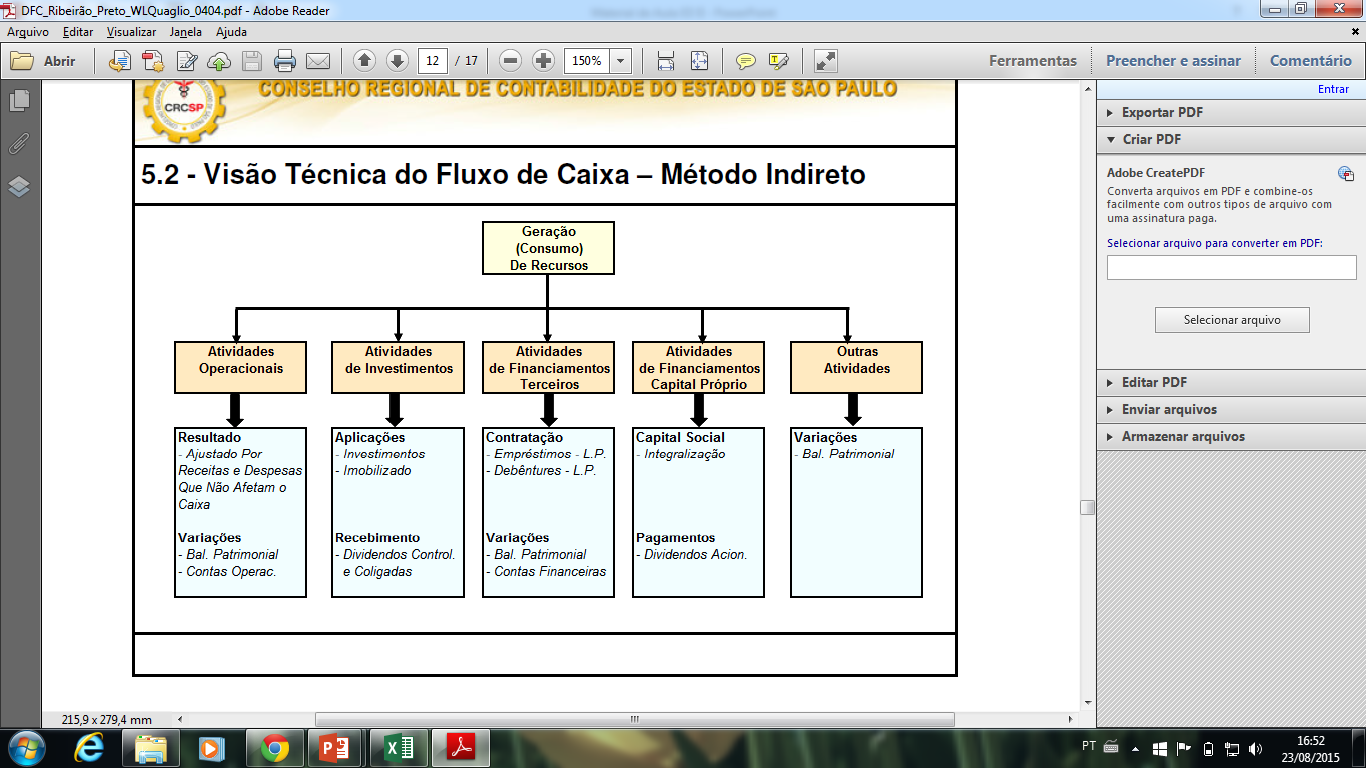 DFC_Ribeirão_Preto_WLQuaglio_0404.pdf - Adobe Reader
Arquivo Editar Visualizar Janela Ajuda
Abrir 12 / 17 150% Ferramentas Preencher e assinar Comentário
Entrar
CONSELHO REGIONAL DE CONTABILIDADE DO ESTADO DE SÃO PAULO
CRCSP
5.2 - Visão Técnica do Fluxo de Caixa – Método Indireto
Geração
(Consumo)
De Recursos
Atividades
Operacionais
Atividades
de Investimentos
Atividades
de Financiamentos
Terceiros
Atividades
de Financiamentos
Capital Próprio
Outras
Atividades
Resultado
- Ajustado Por
Receitas e Despesas
Que Não Afetam o
Caixa
Variações
- Bal. Patrimonial
- Contas Operac.
Aplicações
- Investimentos
- Imobilizado
Recebimento
- Dividendos Control.
e Coligadas
Contratação
- Empréstimos - L.P.
- Debêntures - L.P.
Variações
- Bal. Patrimonial
- Contas Financeiras
Capital Social
- Integralização
Pagamentos
- Dividendos Acion.
Variações
- Bal. Patrimonial
Exportar PDF
Criar PDF
Adobe CreatePDF
Converta arquivos em PDF e combine-os
facilmente com outros tipos de arquivo com
uma assinatura paga.
Selecionar arquivo para converter em PDF:
Selecionar arquivo
Editar PDF
Enviar arquivos
Armazenar arquivos
215,9 x 279,4 mm
PT
16:52
23/08/2015